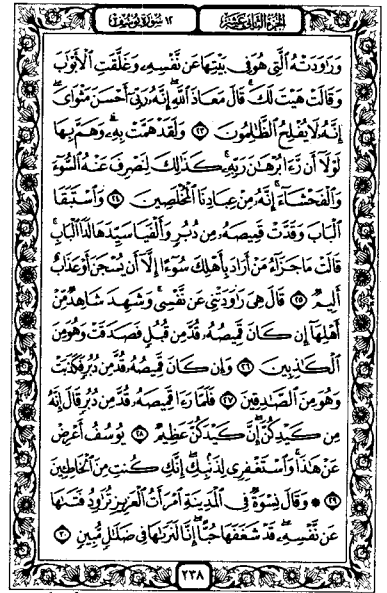 الجزء الثاني عشر ١٢ سورة يوسف
وَرَٰوَدَتْهُ ٱلَّتِى هُوَ فِى بَيْتِهَا عَن نَّفْسِهِۦ وَغَلَّقَتِ ٱلْأَبْوَٰبَ
وَقَالَتْ هَيْتَ لَكَ ۚ قَالَ مَعَاذَ ٱللَّهِ ۖ إِنَّهُۥ رَبِّىٓ أَحْسَنَ مَثْوَاىَ ۖ
إِنَّهُۥ لَا يُفْلِحُ ٱلظَّٰلِمُونَ ٢٣ وَلَقَدْ هَمَّتْ بِهِۦ ۖ وَهَمَّ بِهَا
لَوْلَآ أَن رَّءَا بُرْهَٰنَ رَبِّهِۦ ۚ كَذَٰلِكَ لِنَصْرِفَ عَنْهُ ٱلسُّوٓءَ
وَٱلْفَحْشَآءَ ۚ إِنَّهُۥ مِنْ عِبَادِنَا ٱلْمُخْلَصِينَ ٢٤ وَٱسْتَبَقَا
ٱلْبَابَ وَقَدَّتْ قَمِيصَهُۥ مِن دُبُرٍ وَأَلْفَيَا سَيِّدَهَا لَدَا ٱلْبَابِ ۚ
قَالَتْ مَا جَزَآءُ مَنْ أَرَادَ بِأَهْلِكَ سُوٓءًا إِلَّآ أَن يُسْجَنَ أَوْ عَذَابٌ
أَلِيمٌ ٢٥ قَالَ هِىَ رَٰوَدَتْنِى عَن نَّفْسِى ۚ وَشَهِدَ شَاهِدٌ مِّنْ
أَهْلِهَآ إِن كَانَ قَمِيصُهُۥ قُدَّ مِن قُبُلٍ فَصَدَقَتْ وَهُوَ مِنَ
ٱلْكَٰذِبِينَ ٢٦ وَإِن كَانَ قَمِيصُهُۥ قُدَّ مِن دُبُرٍ فَكَذَبَتْ
وَهُوَ مِنَ ٱلصَّٰدِقِينَ ٢٧ فَلَمَّا رَءَا قَمِيصَهُۥ قُدَّ مِن دُبُرٍ قَالَ إِنَّهُۥ
مِن كَيْدِكُنَّ ۖ إِنَّ كَيْدَكُنَّ عَظِيمٌ ٢٨ يُوسُفُ أَعْرِضْ
عَنْ هَٰذَا ۚ وَٱسْتَغْفِرِى لِذَنۢبِكِ ۖ إِنَّكِ كُنتِ مِنَ ٱلْخَاطِـِٔينَ
٢٩ ۞ وَقَالَ نِسْوَةٌ فِى ٱلْمَدِينَةِ ٱمْرَأَتُ ٱلْعَزِيزِ تُرَٰوِدُ فَتَىٰهَا
عَن نَّفْسِهِۦ ۖ قَدْ شَغَفَهَا حُبًّا ۖ إِنَّا لَنَرَىٰهَا فِى ضَلَٰلٍ مُّبِينٍ ٣٠
٢٣٨